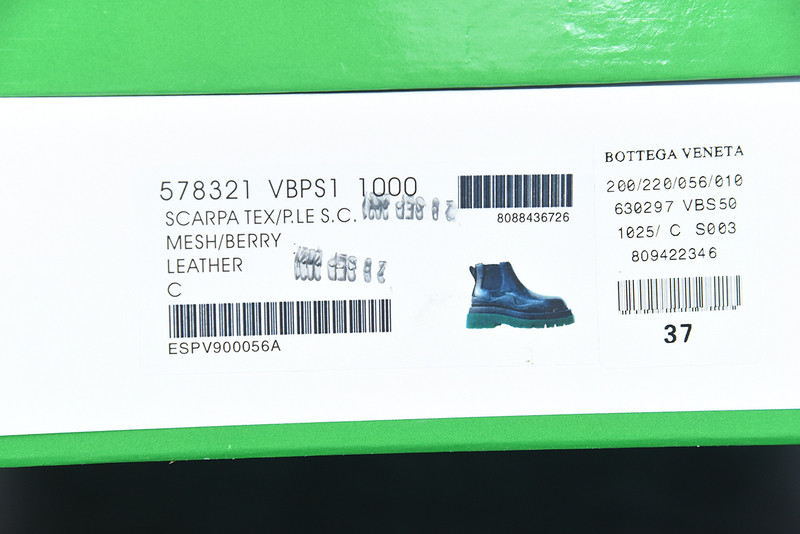 578321 VBPS1 1000
SCARPA TEX/P.LE S.C.
MESH/BERRY
LEATHER
C
ESPV900056A
8088436726
BOTTEGA VENETA
200/220/056/010
630297 VBS50
1025/ C S003
809422346
37